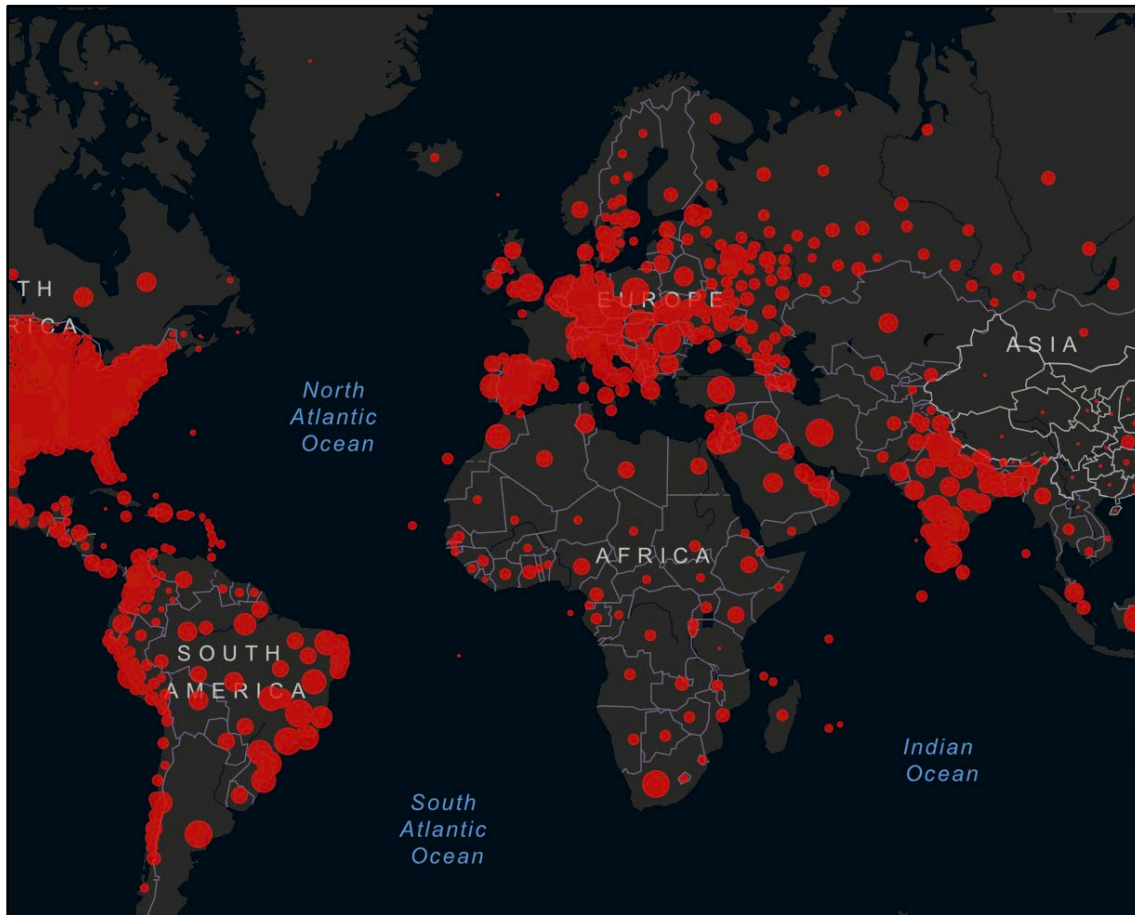 TH
RICA
EUROPE
ASIA
North
Atlantic
Ocean
AFRICA
SOUTH
AMERICA
Indian
Ocean
South
Atlantic
Ocean